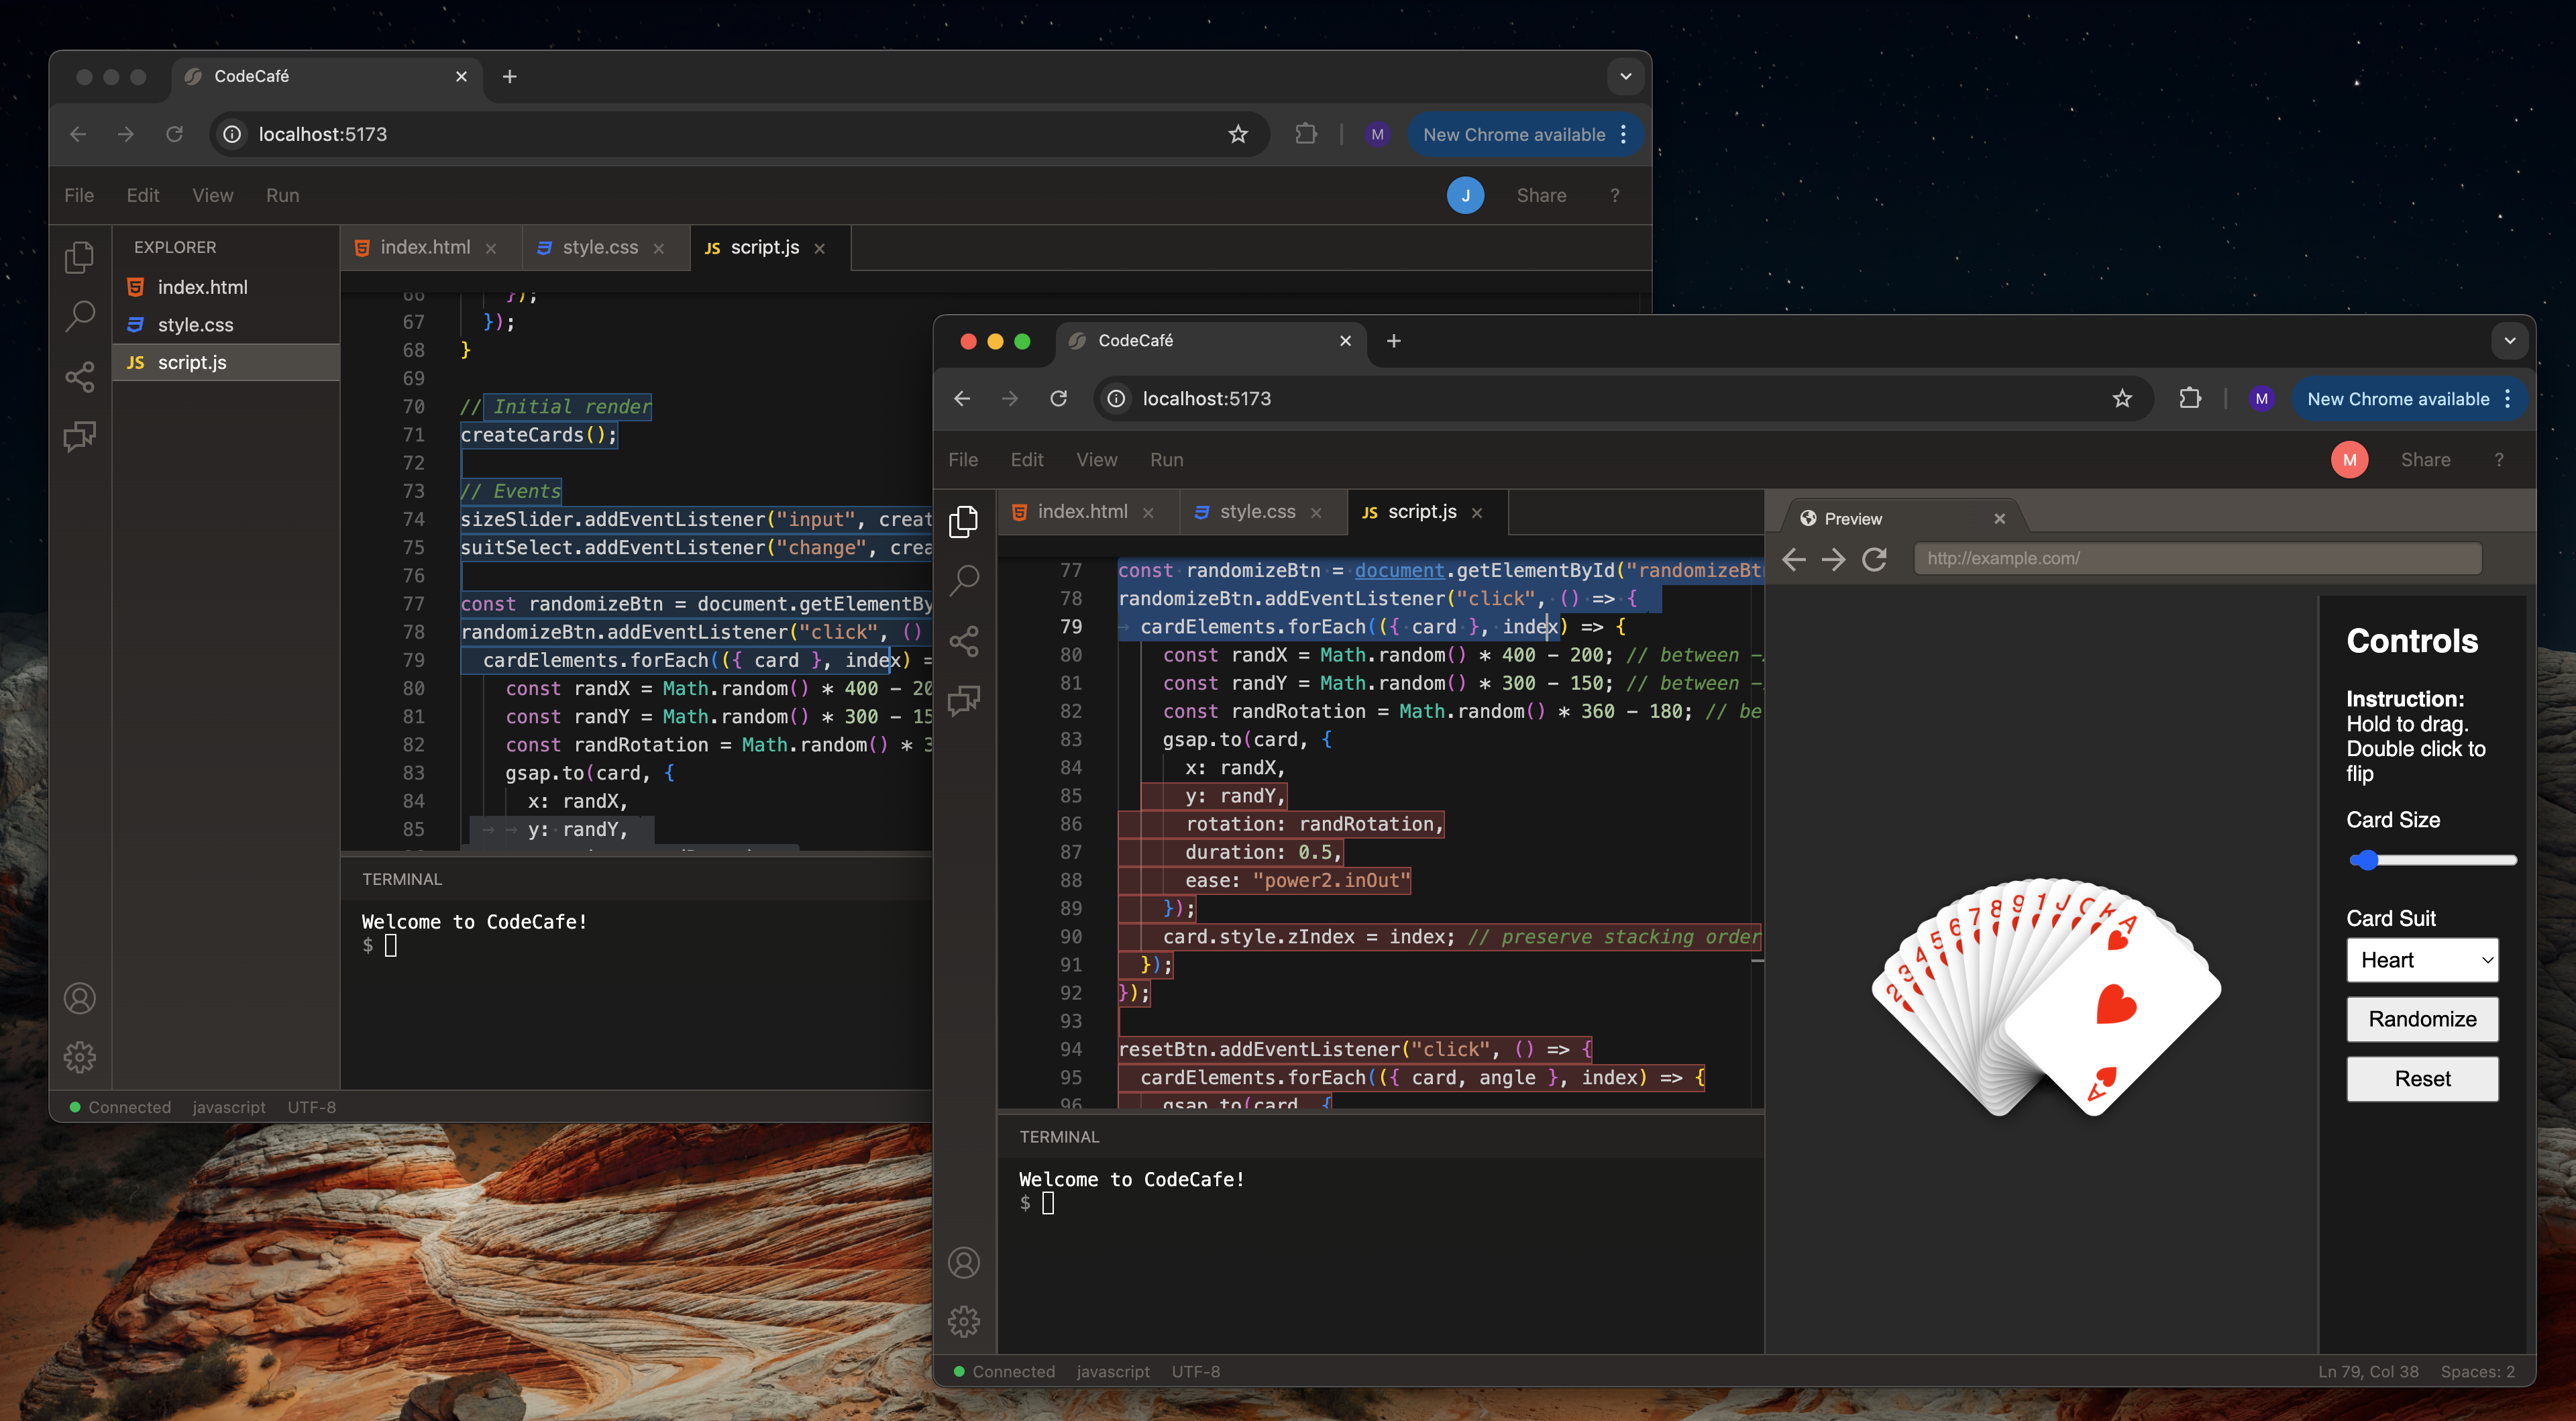 CodeCafé
localhost:5173
M
New Chrome available
File Edit View Run
J
Share ?
EXPLORER
index.html
style.css
JS script.js
index.html
style.css
JS script.js
66 });
67 });
68 }
69
70 // Initial render
71 createCards();
72
73 // Events
74 sizeSlider.addEventListener("input", creat
75 suitSelect.addEventListener("change", crea
76
77 const randomizeBtn = document.getElementBy
78 randomizeBtn.addEventListener("click", ()
79 cardElements.forEach(({ card }, index) =
80 const randX = Math.random() * 400 - 20
81 const randY = Math.random() * 300 - 15
82 const randRotation = Math.random() * 3
83 gsap.to(card, {
84 x: randX,
85 y: randY,
TERMINAL
Welcome to CodeCafe!
$
Connected javascript UTF-8
CodeCafé
localhost:5173
M
New Chrome available
File Edit View Run
M
Share ?
index.html
style.css
JS script.js
77 const randomizeBtn = document.getElementById("randomizeBt
78 randomizeBtn.addEventListener("click", () => {
79 cardElements.forEach(({ card }, index) => {
80 const randX = Math.random() * 400 - 200; // between -
81 const randY = Math.random() * 300 - 150; // between -
82 const randRotation = Math.random() * 360 - 180; // be
83 gsap.to(card, {
84 x: randX,
85 y: randY,
86 rotation: randRotation,
87 duration: 0.5,
88 ease: "power2.inOut"
89 });
90 card.style.zIndex = index; // preserve stacking order
91 });
92 });
93
94 resetBtn.addEventListener("click", () => {
95 cardElements.forEach(({ card, angle }, index) => {
96 gsap.to(card, {
TERMINAL
Welcome to CodeCafe!
$
Preview
http://example.com/
2 3 4 5 6 7 8 9 1 J Q K A
A
Controls
Instruction:
Hold to drag.
Double click to
flip
Card Size
Card Suit
Heart
Randomize
Reset
Connected javascript UTF-8
Ln 79, Col 38 Spaces: 2